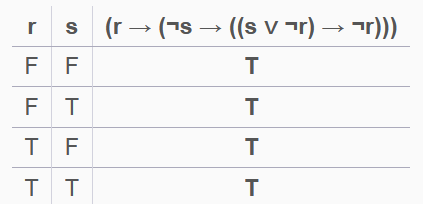 r s (r → (¬s → ((s ∨ ¬r) → ¬r)))
F F T
F T T
T F T
T T T